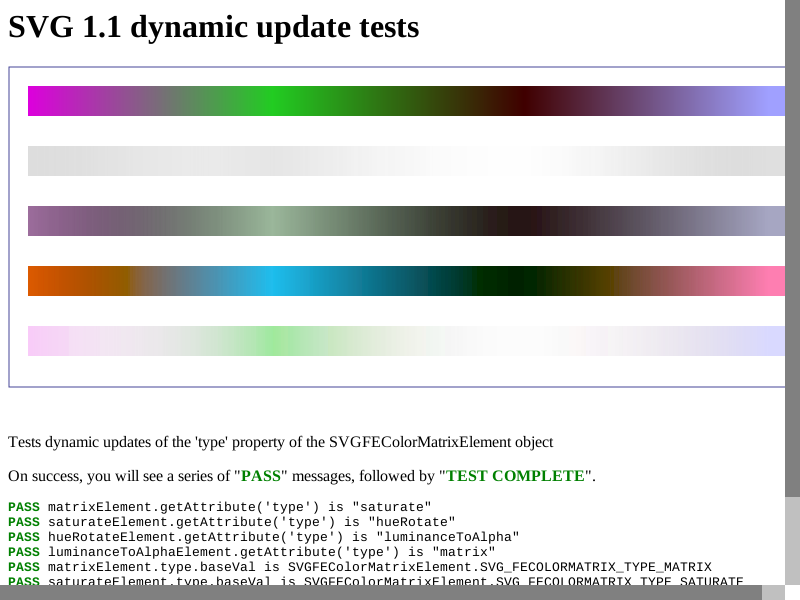 SVG 1.1 dynamic update tests
Tests dynamic updates of the 'type' property of the SVGFEColorMatrixElement object
On success, you will see a series of "PASS" messages, followed by "TEST COMPLETE".
PASS matrixElement.getAttribute('type') is "saturate"
PASS saturateElement.getAttribute('type') is "hueRotate"
PASS hueRotateElement.getAttribute('type') is "luminanceToAlpha"
PASS luminanceToAlphaElement.getAttribute('type') is "matrix"
PASS matrixElement.type.baseVal is SVGFEColorMatrixElement.SVG_FECOLORMATRIX_TYPE_MATRIX
PASS saturateElement.type.baseVal is SVGFEColorMatrixElement.SVG_FECOLORMATRIX_TYPE_SATURATE